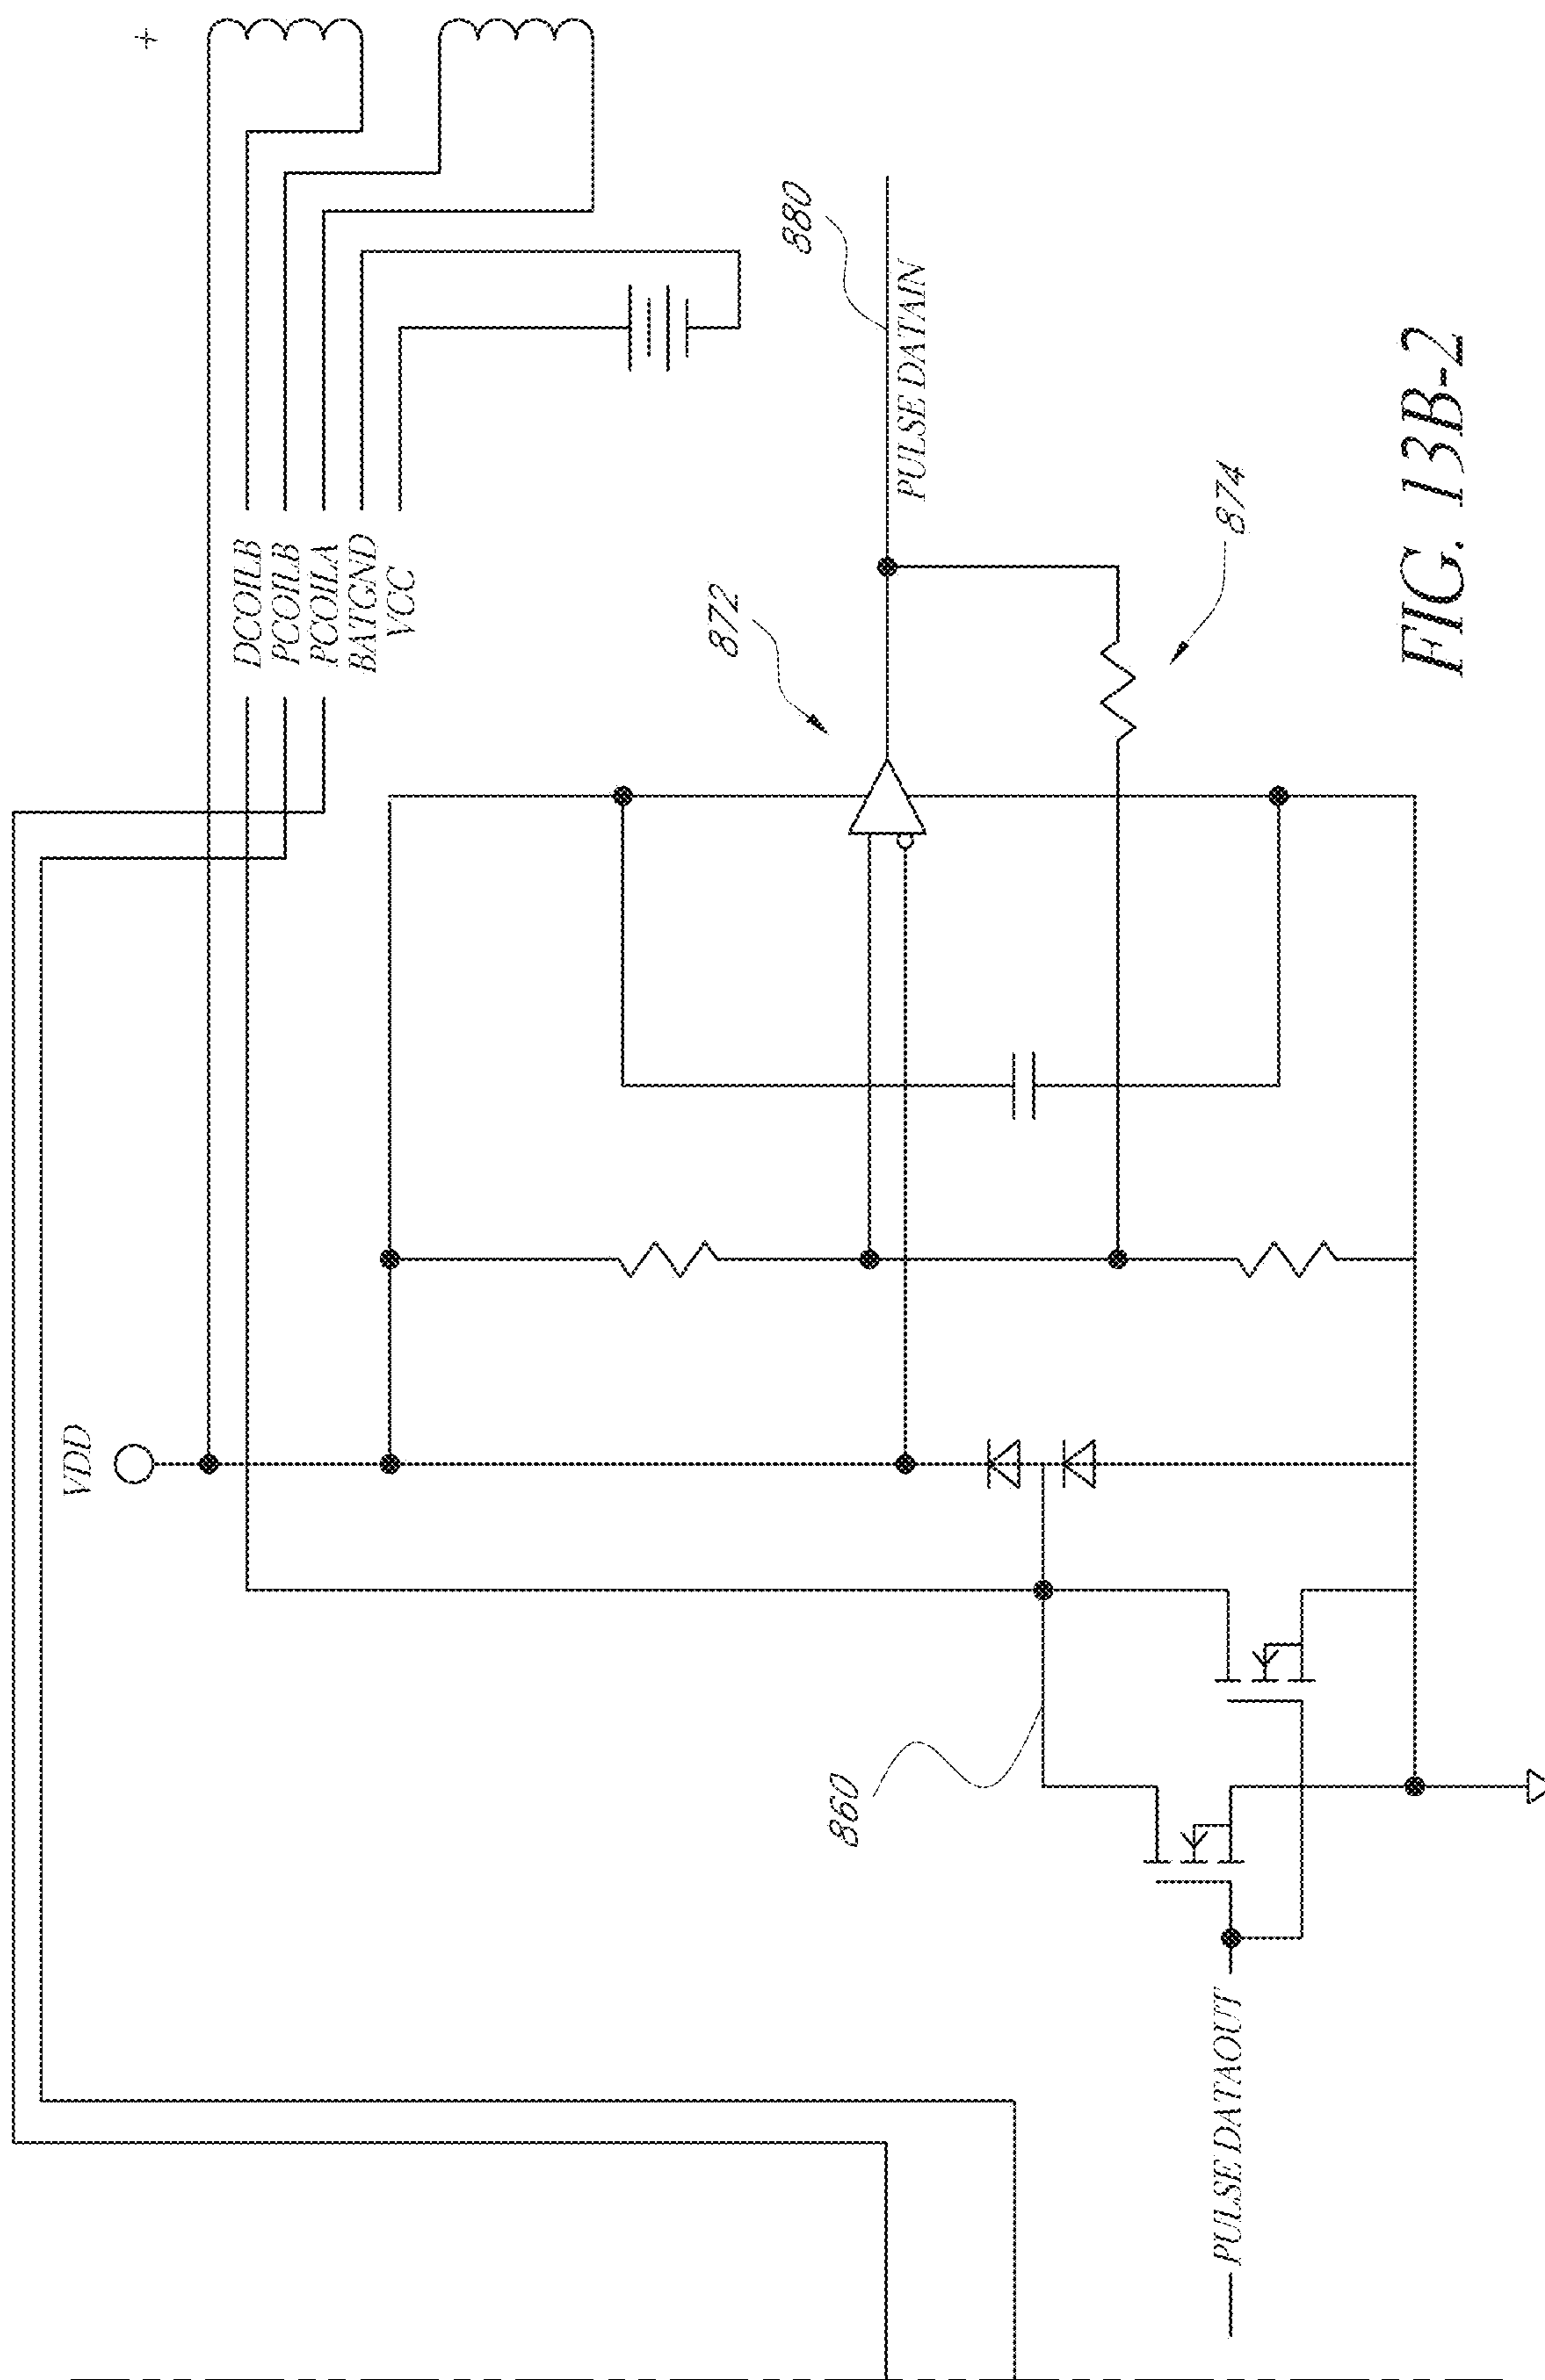 VDD
+
DCOILB
PCOILB
PCOILA
BATGND
VCC
880
PULSE DATAIN
872
874
860
PULSE DATAOUT
FIG. 13B-2